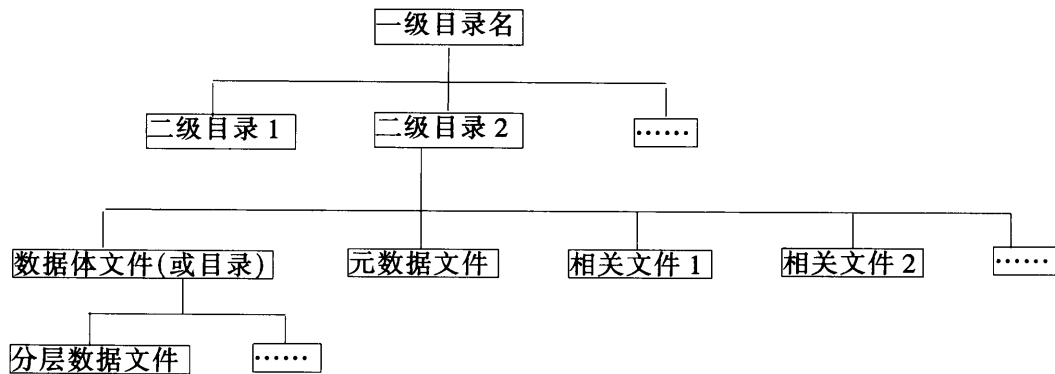 一级目录名
二级目录 1
二级目录 2
······
数据体文件(或目录)
元数据文件
相关文件 1
相关文件 2
······
分层数据文件
······